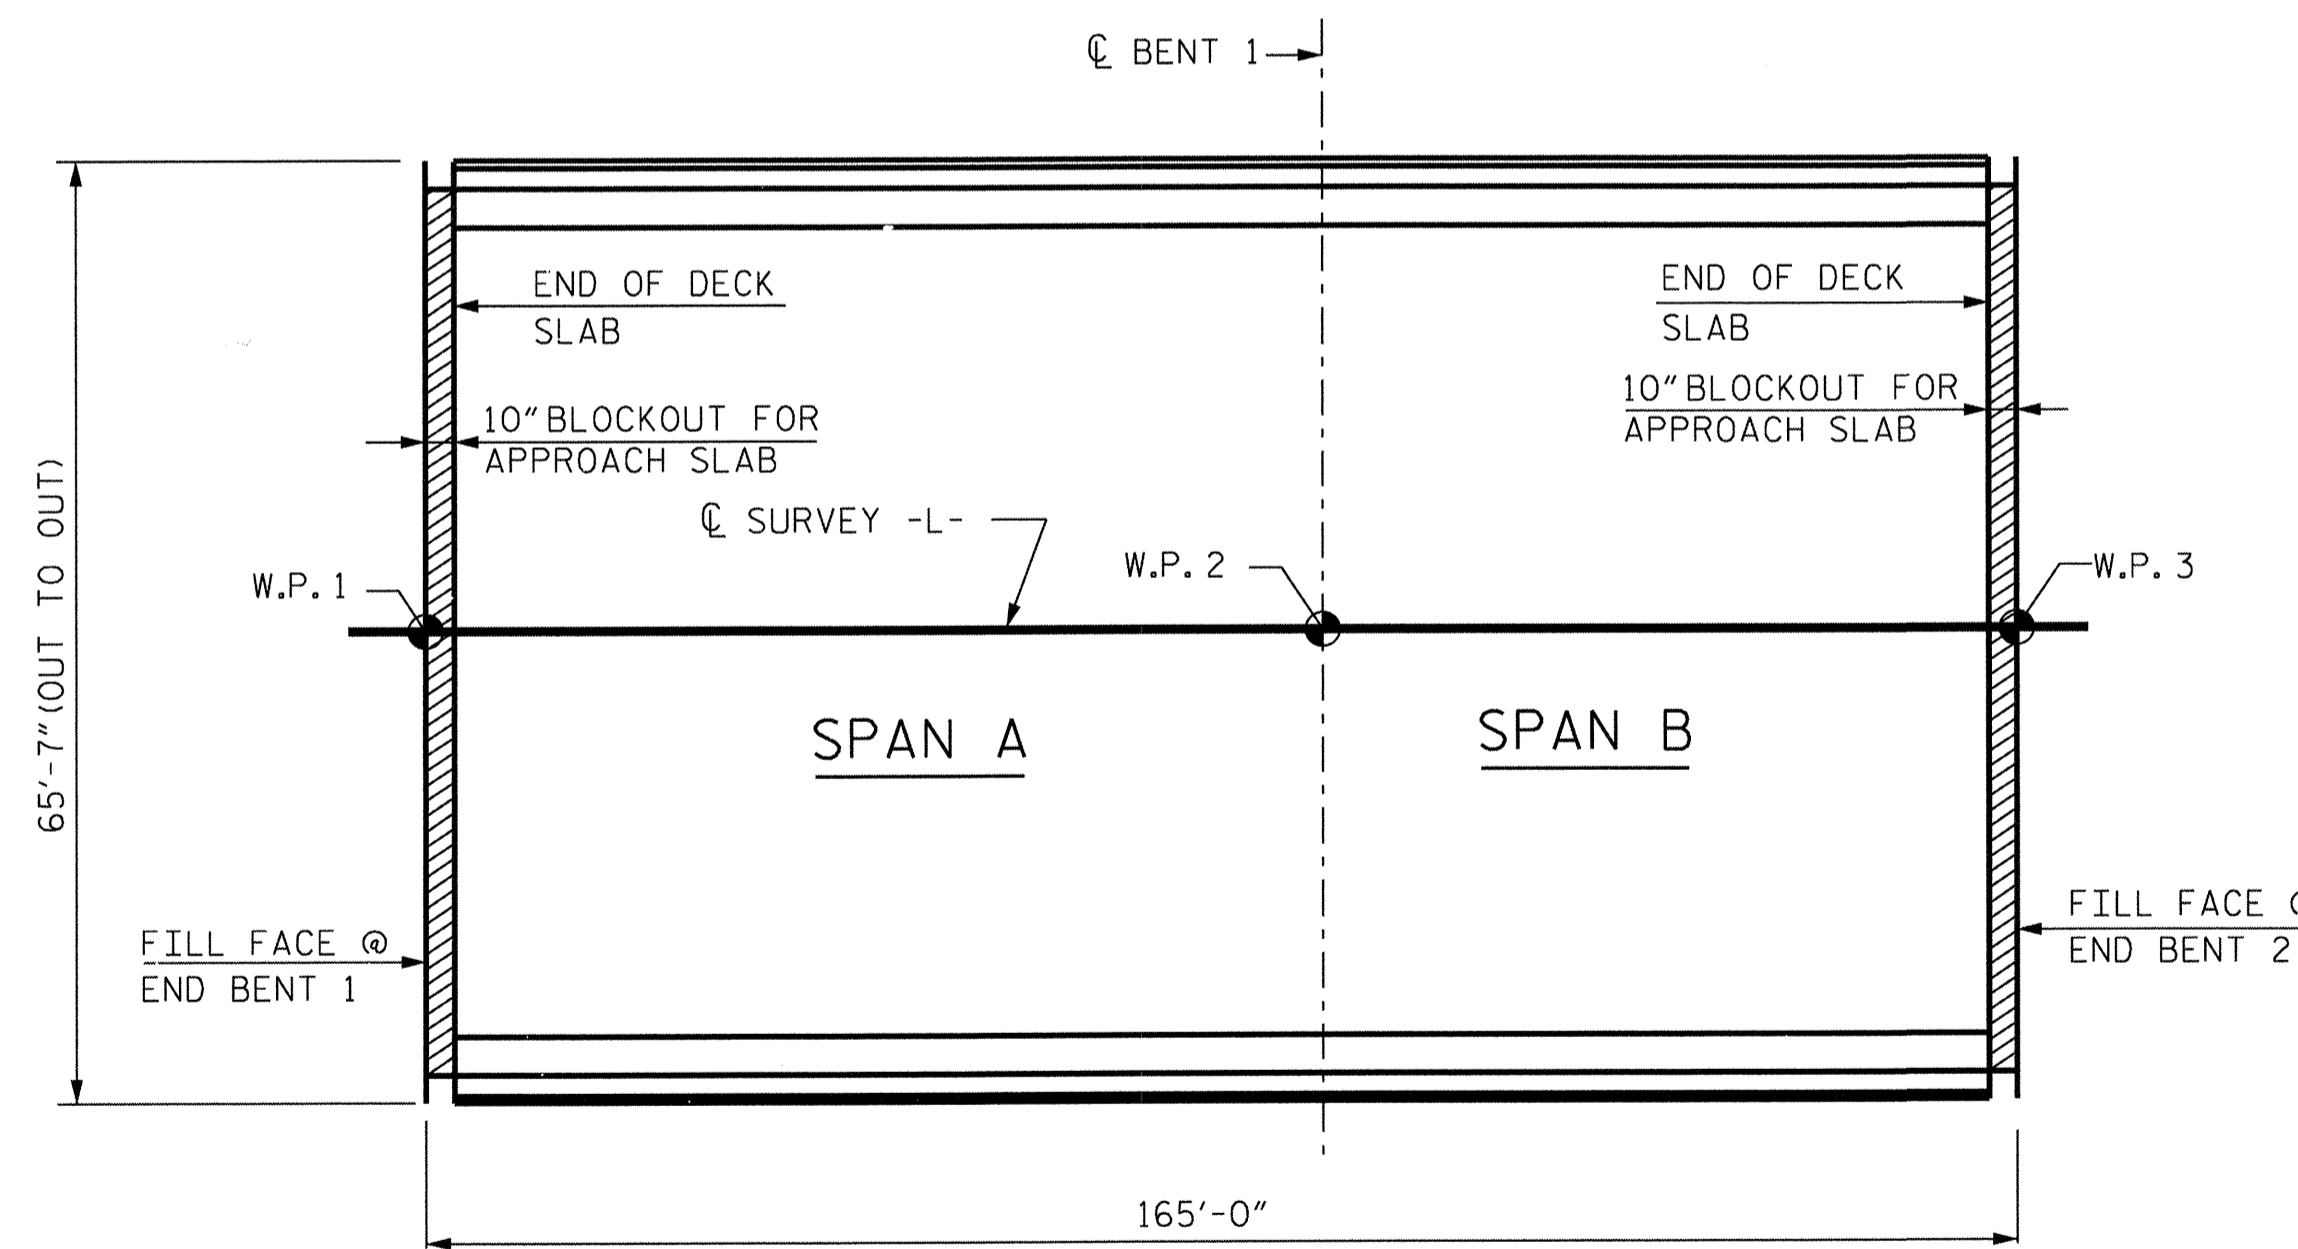 ℄ BENT 1
END OF DECK
SLAB
END OF DECK
SLAB
10" BLOCKOUT FOR
APPROACH SLAB
10" BLOCKOUT FOR
APPROACH SLAB
℄ SURVEY -L-
W.P. 1
W.P. 2
W.P. 3
65'-7" (OUT TO OUT)
SPAN A
SPAN B
FILL FACE @
END BENT 1
FILL FACE
END BENT 2
165'-0"